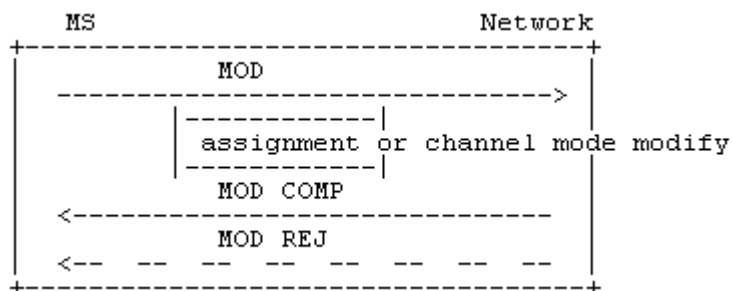 MS Network
MOD
assignment or channel mode modify
MOD COMP
MOD REJ